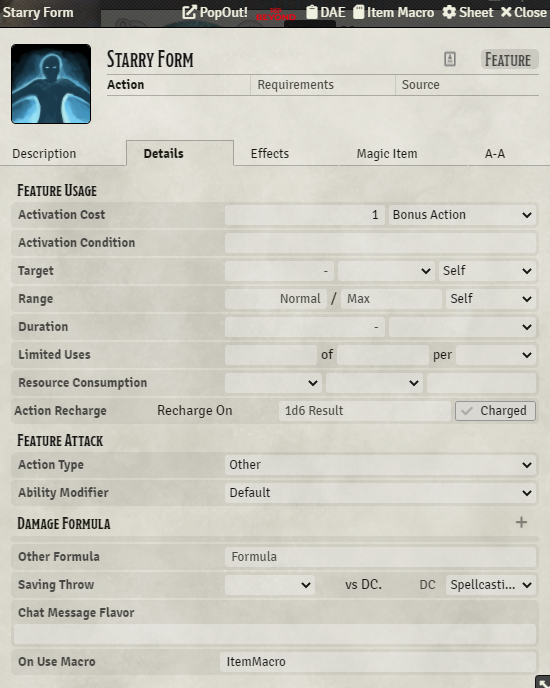 Starry Form PopOut! DAE Item Macro Sheet Close
Starry Form Feature
Action Requirements Source
Description Details Effects Magic Item A-A
Feature Usage
Activation Cost 1 Bonus Action
Activation Condition
Target - Self
Range Normal / Max Self
Duration -
Limited Uses of per
Resource Consumption
Action Recharge Recharge On 1d6 Result Charged
Feature Attack
Action Type Other
Ability Modifier Default
Damage Formula +
Other Formula Formula
Saving Throw vs DC. DC Spellcasti...
Chat Message Flavor
On Use Macro ItemMacro